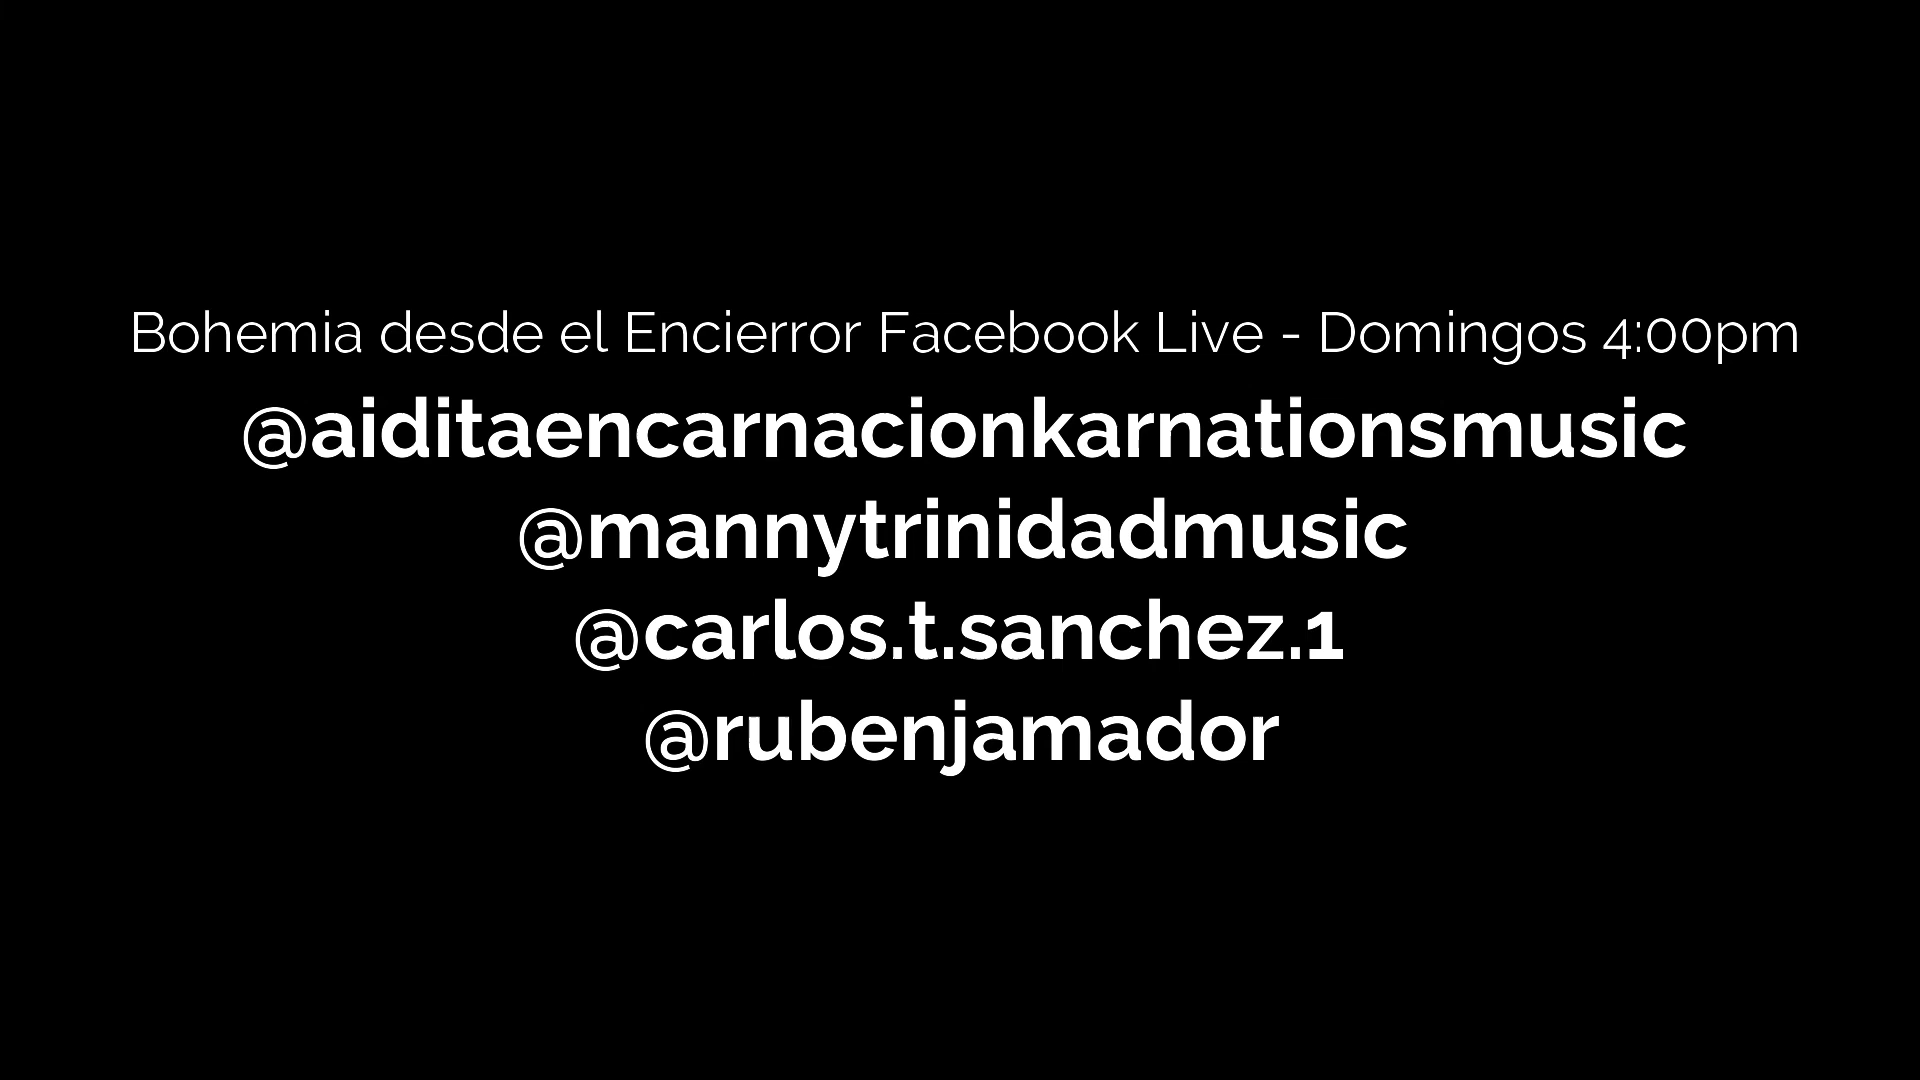 Bohemia desde el Encierror Facebook Live - Domingos 4:00pm
@aiditaencarnacionkarnationsmusic
@mannytrinidadmusic
@carlos.t.sanchez.1
@rubenjamador